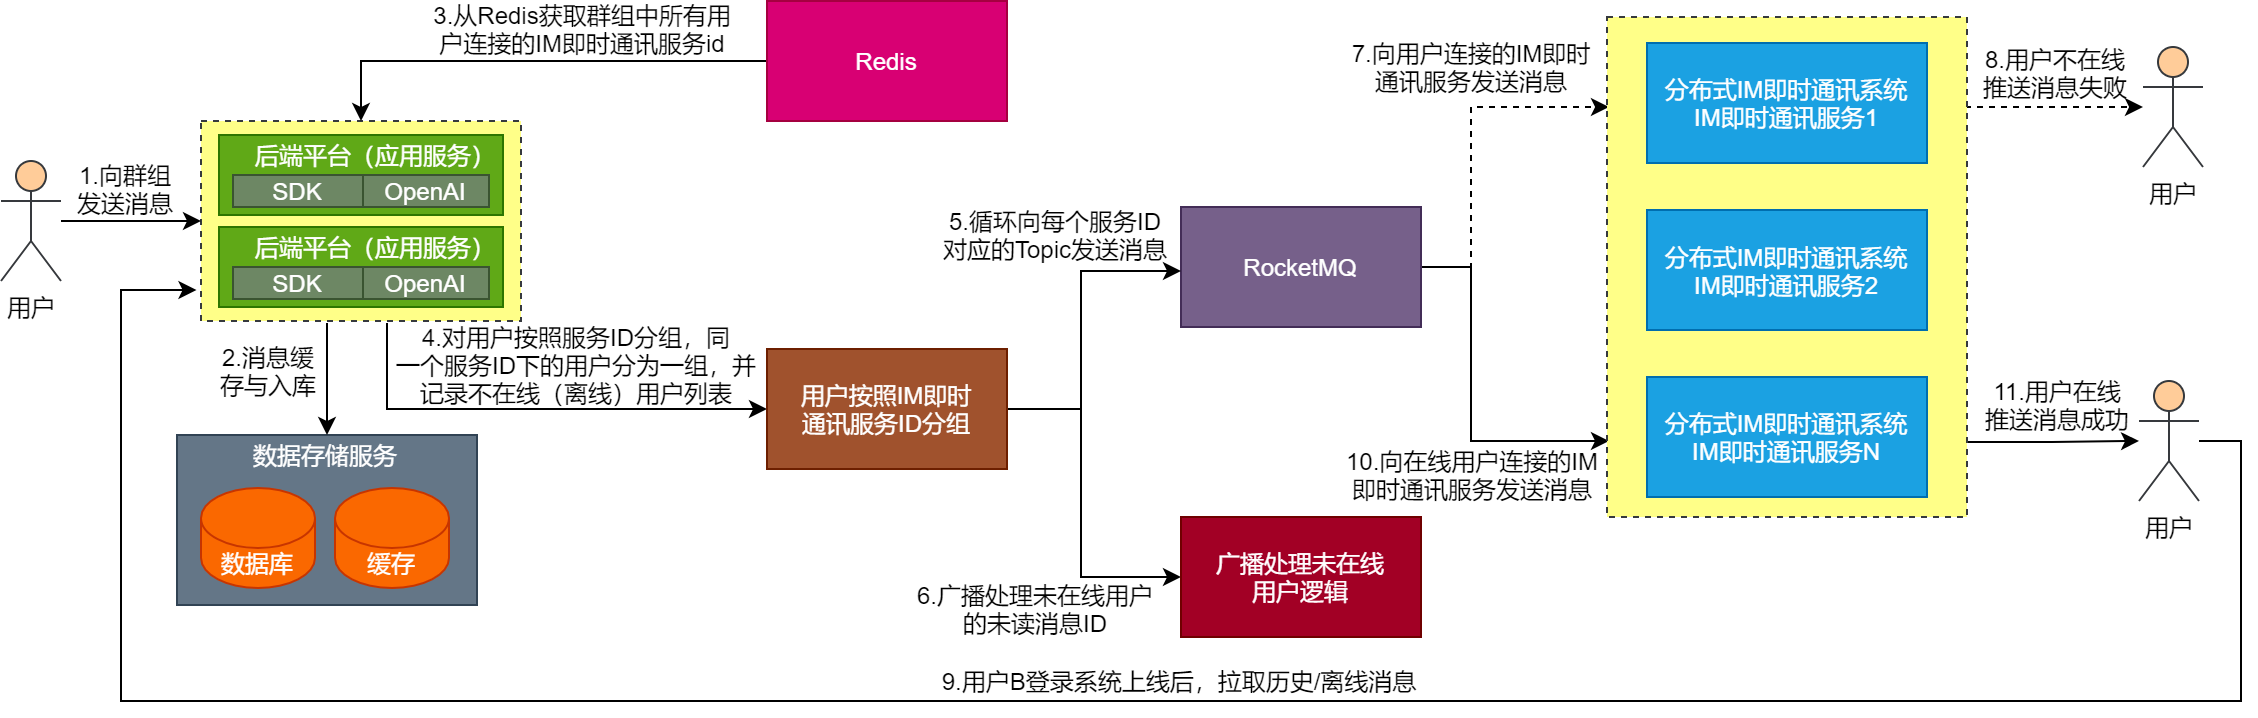 3.从Redis获取群组中所有用
户连接的IM即时通讯服务id
Redis
1.向群组
发送消息
用户
后端平台（应用服务）
SDK
OpenAI
后端平台（应用服务）
SDK
OpenAI
2.消息缓
存与入库
数据存储服务
数据库
缓存
4.对用户按照服务ID分组，同
一个服务ID下的用户分为一组，并
记录不在线（离线）用户列表
用户按照IM即时
通讯服务ID分组
5.循环向每个服务ID
对应的Topic发送消息
RocketMQ
6.广播处理未在线用户
的未读消息ID
广播处理未在线
用户逻辑
7.向用户连接的IM即时
通讯服务发送消息
分布式IM即时通讯系统
IM即时通讯服务1
分布式IM即时通讯系统
IM即时通讯服务2
分布式IM即时通讯系统
IM即时通讯服务N
8.用户不在线
推送消息失败
用户
10.向在线用户连接的IM
即时通讯服务发送消息
11.用户在线
推送消息成功
用户
9.用户B登录系统上线后，拉取历史/离线消息